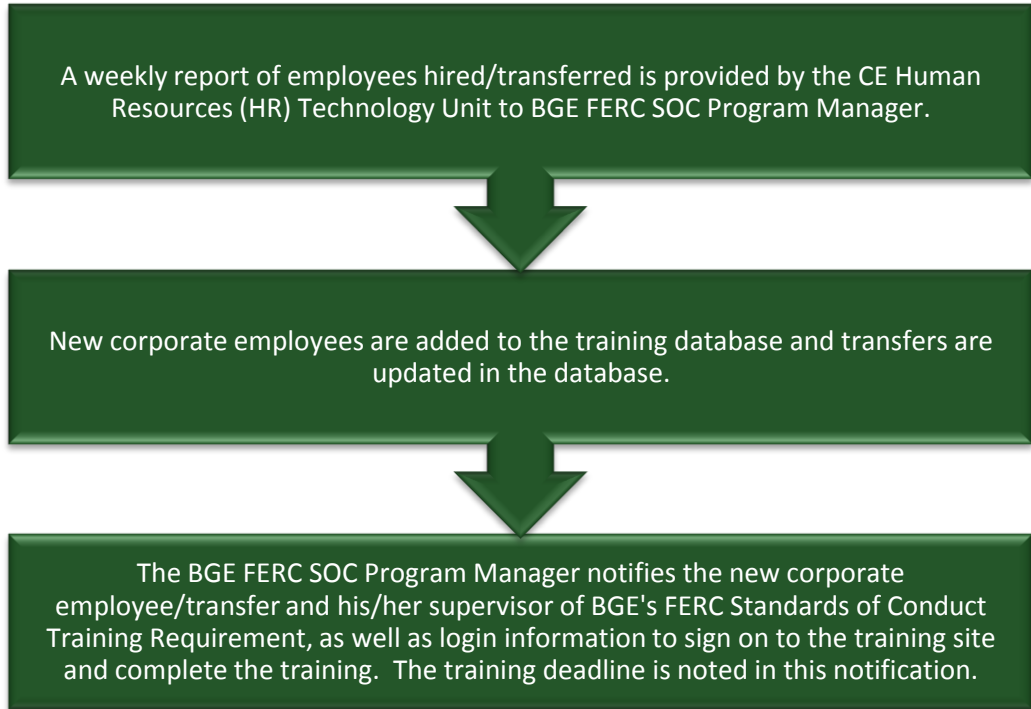 A weekly report of employees hired/transferred is provided by the CE Human
Resources (HR) Technology Unit to BGE FERC SOC Program Manager.
New corporate employees are added to the training database and transfers are
updated in the database.
The BGE FERC SOC Program Manager notifies the new corporate
employee/transfer and his/her supervisor of BGE's FERC Standards of Conduct
Training Requirement, as well as login information to sign on to the training site
and complete the training.  The training deadline is noted in this notification.